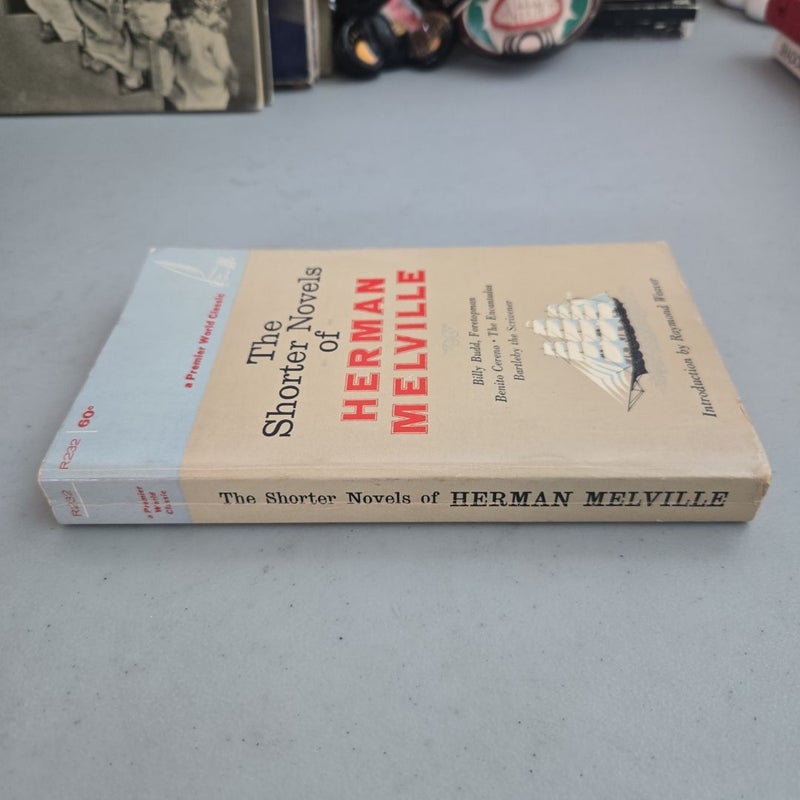 a Premier World Classic
R232 60¢
The
Shorter Novels
of
HERMAN
MELVILLE
Billy Budd, Foretopman
Benito Cereno • The Encantadas
Bartleby the Scrivener
Introduction by Raymond Weaver
R232
a Premier
World
Classic
The Shorter Novels of HERMAN MELVILLE